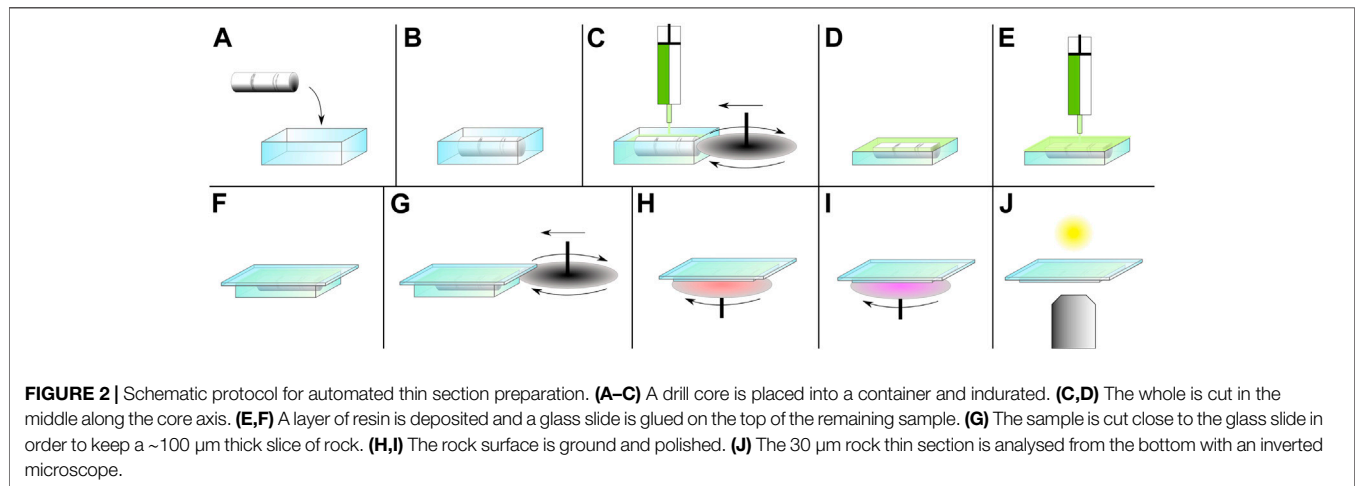 A B C D E
F G H I J
FIGURE 2 | Schematic protocol for automated thin section preparation. (A–C) A drill core is placed into a container and indurated. (C,D) The whole is cut in the
middle along the core axis. (E,F) A layer of resin is deposited and a glass slide is glued on the top of the remaining sample. (G) The sample is cut close to the glass slide in
order to keep a ~100 μm thick slice of rock. (H,I) The rock surface is ground and polished. (J) The 30 μm rock thin section is analysed from the bottom with an inverted
microscope.